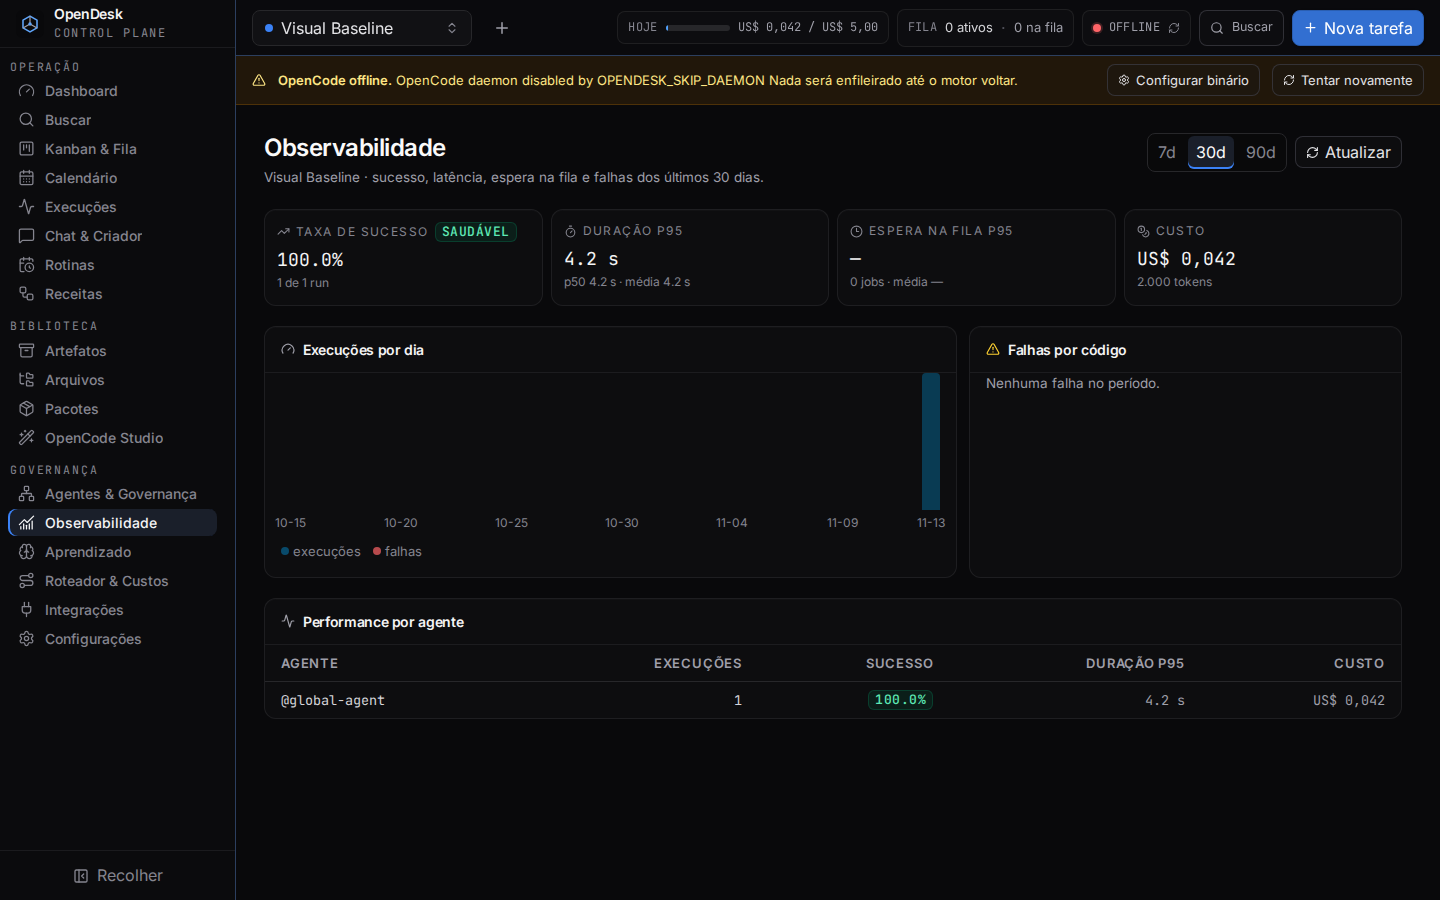 OpenDesk
CONTROL PLANE
OPERAÇÃO
Dashboard
Buscar
Kanban & Fila
Calendário
Execuções
Chat & Criador
Rotinas
Receitas
BIBLIOTECA
Artefatos
Arquivos
Pacotes
OpenCode Studio
GOVERNANÇA
Agentes & Governança
Observabilidade
Aprendizado
Roteador & Custos
Integrações
Configurações
Recolher
Visual Baseline
HOJE US$ 0,042 / US$ 5,00
FILA 0 ativos · 0 na fila
OFFLINE
Buscar
Nova tarefa
OpenCode offline. OpenCode daemon disabled by OPENDESK_SKIP_DAEMON Nada será enfileirado até o motor voltar.
Configurar binário
Tentar novamente
Observabilidade
Visual Baseline · sucesso, latência, espera na fila e falhas dos últimos 30 dias.
7d 30d 90d
Atualizar
TAXA DE SUCESSO SAUDÁVEL
100.0%
1 de 1 run
DURAÇÃO P95
4.2 s
p50 4.2 s · média 4.2 s
ESPERA NA FILA P95
—
0 jobs · média —
CUSTO
US$ 0,042
2.000 tokens
Execuções por dia
10-15 10-20 10-25 10-30 11-04 11-09 11-13
execuções falhas
Falhas por código
Nenhuma falha no período.
Performance por agente
AGENTE EXECUÇÕES SUCESSO DURAÇÃO P95 CUSTO
@global-agent 1 100.0% 4.2 s US$ 0,042